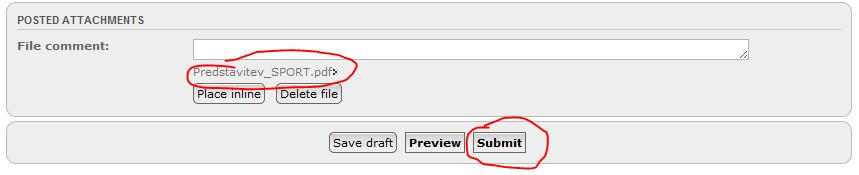 POSTED ATTACHMENTS
File comment:
Predstavitev_SPORT.pdf
Place inline Delete file
Save draft Preview Submit